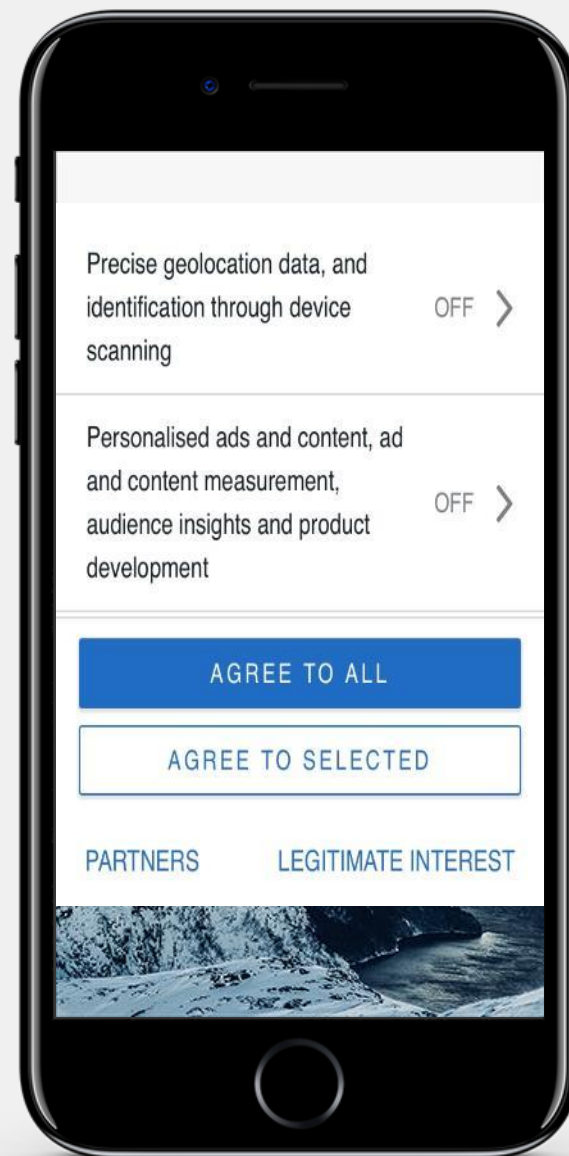 Precise geolocation data, and
identification through device
scanning
OFF
Personalised ads and content, ad
and content measurement,
audience insights and product
development
OFF
AGREE TO ALL
AGREE TO SELECTED
PARTNERS
LEGITIMATE INTEREST